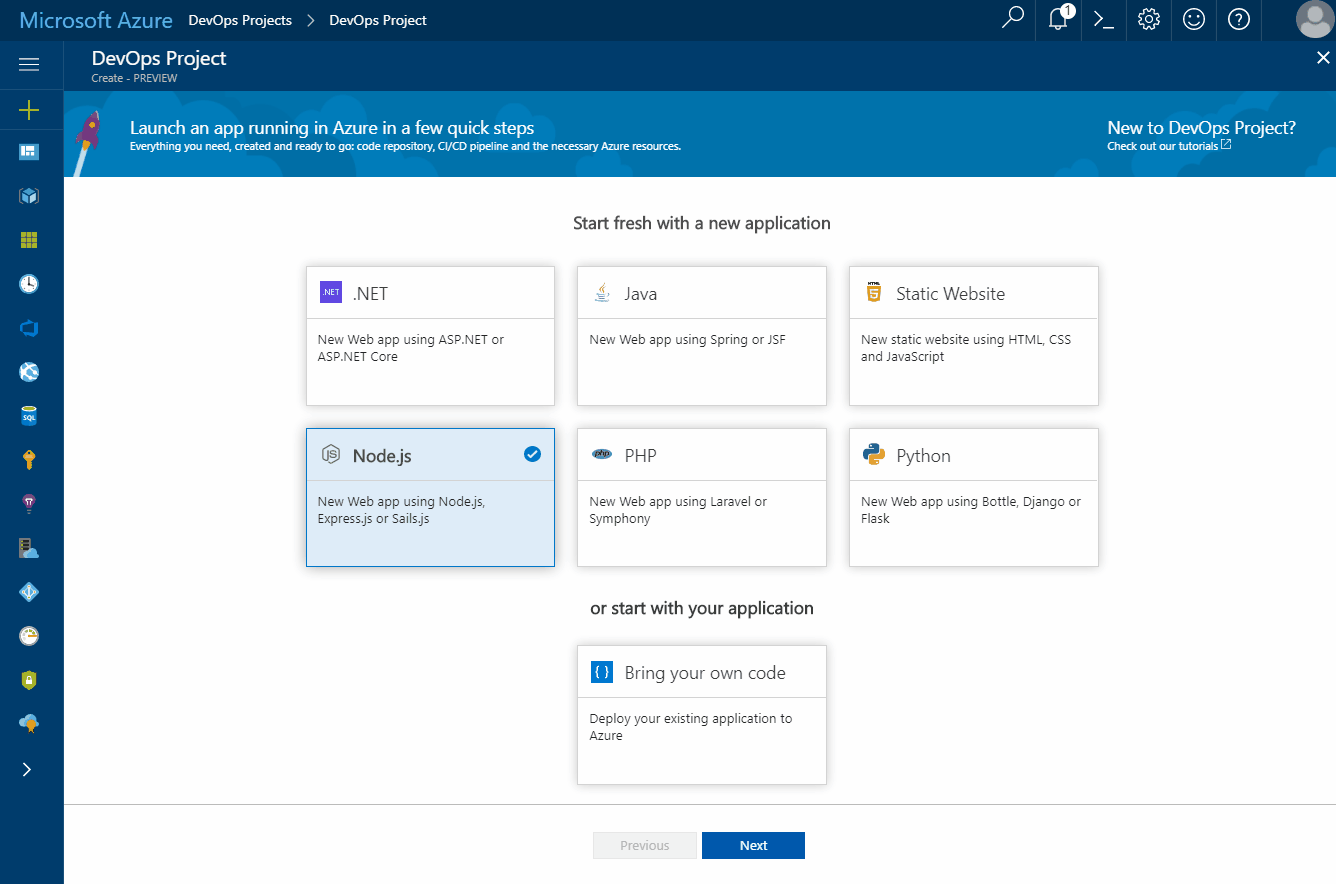 Microsoft Azure DevOps Projects > DevOps Project
1
DevOps Project
Create - PREVIEW
Launch an app running in Azure in a few quick steps
Everything you need, created and ready to go: code repository, CI/CD pipeline and the necessary Azure resources.
New to DevOps Project?
Check out our tutorials
Start fresh with a new application
.NET .NET
New Web app using ASP.NET or
ASP.NET Core
Java
New Web app using Spring or JSF
HTML 5 Static Website
New static website using HTML, CSS
and JavaScript
JS Node.js
New Web app using Node.js,
Express.js or Sails.js
php PHP
New Web app using Laravel or
Symphony
Python
New Web app using Bottle, Django or
Flask
or start with your application
{ } Bring your own code
Deploy your existing application to
Azure
SQL
Previous
Next